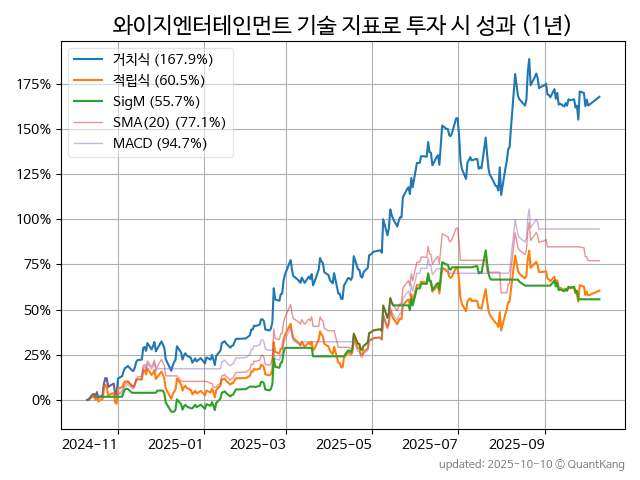 와이지엔터테인먼트 기술 지표로 투자 시 성과 (1년)
거치식 (167.9%)
적립식 (60.5%)
SigM (55.7%)
SMA(20) (77.1%)
MACD (94.7%)
175%
150%
125%
100%
75%
50%
25%
0%
2024-11 2025-01 2025-03 2025-05 2025-07 2025-09
updated: 2025-10-10 © QuantKang